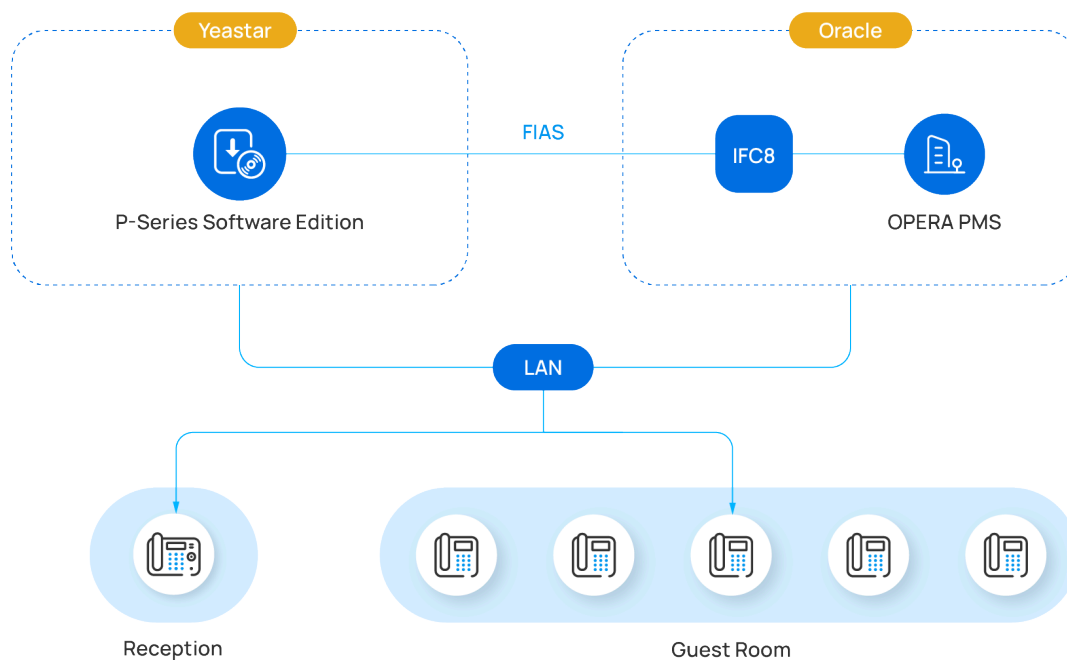 Yeastar
Oracle
FIAS
IFC8
P-Series Software Edition
OPERA PMS
LAN
Reception
Guest Room